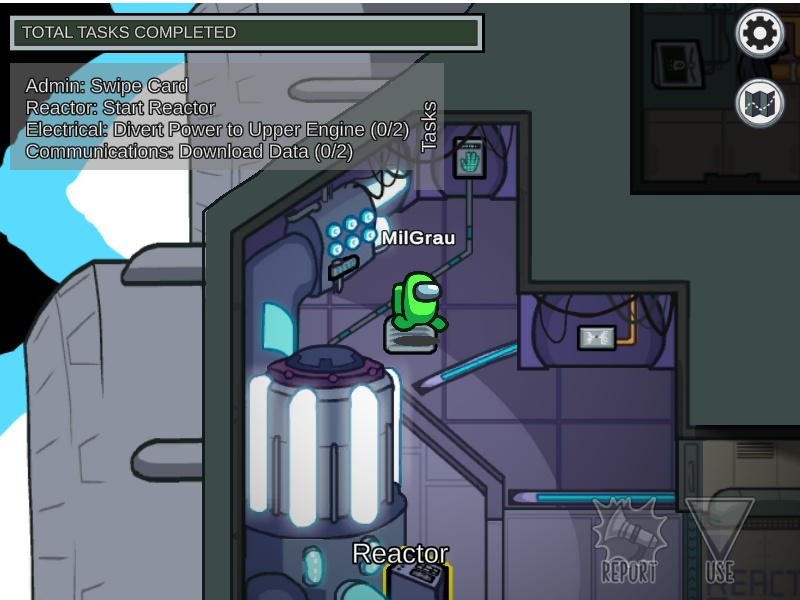 TOTAL TASKS COMPLETED
Admin: Swipe Card
Reactor: Start Reactor
Electrical: Divert Power to Upper Engine (0/2)
Communications: Download Data (0/2)
Tasks
MilGrau
Reactor
REPORT
USE
REACT